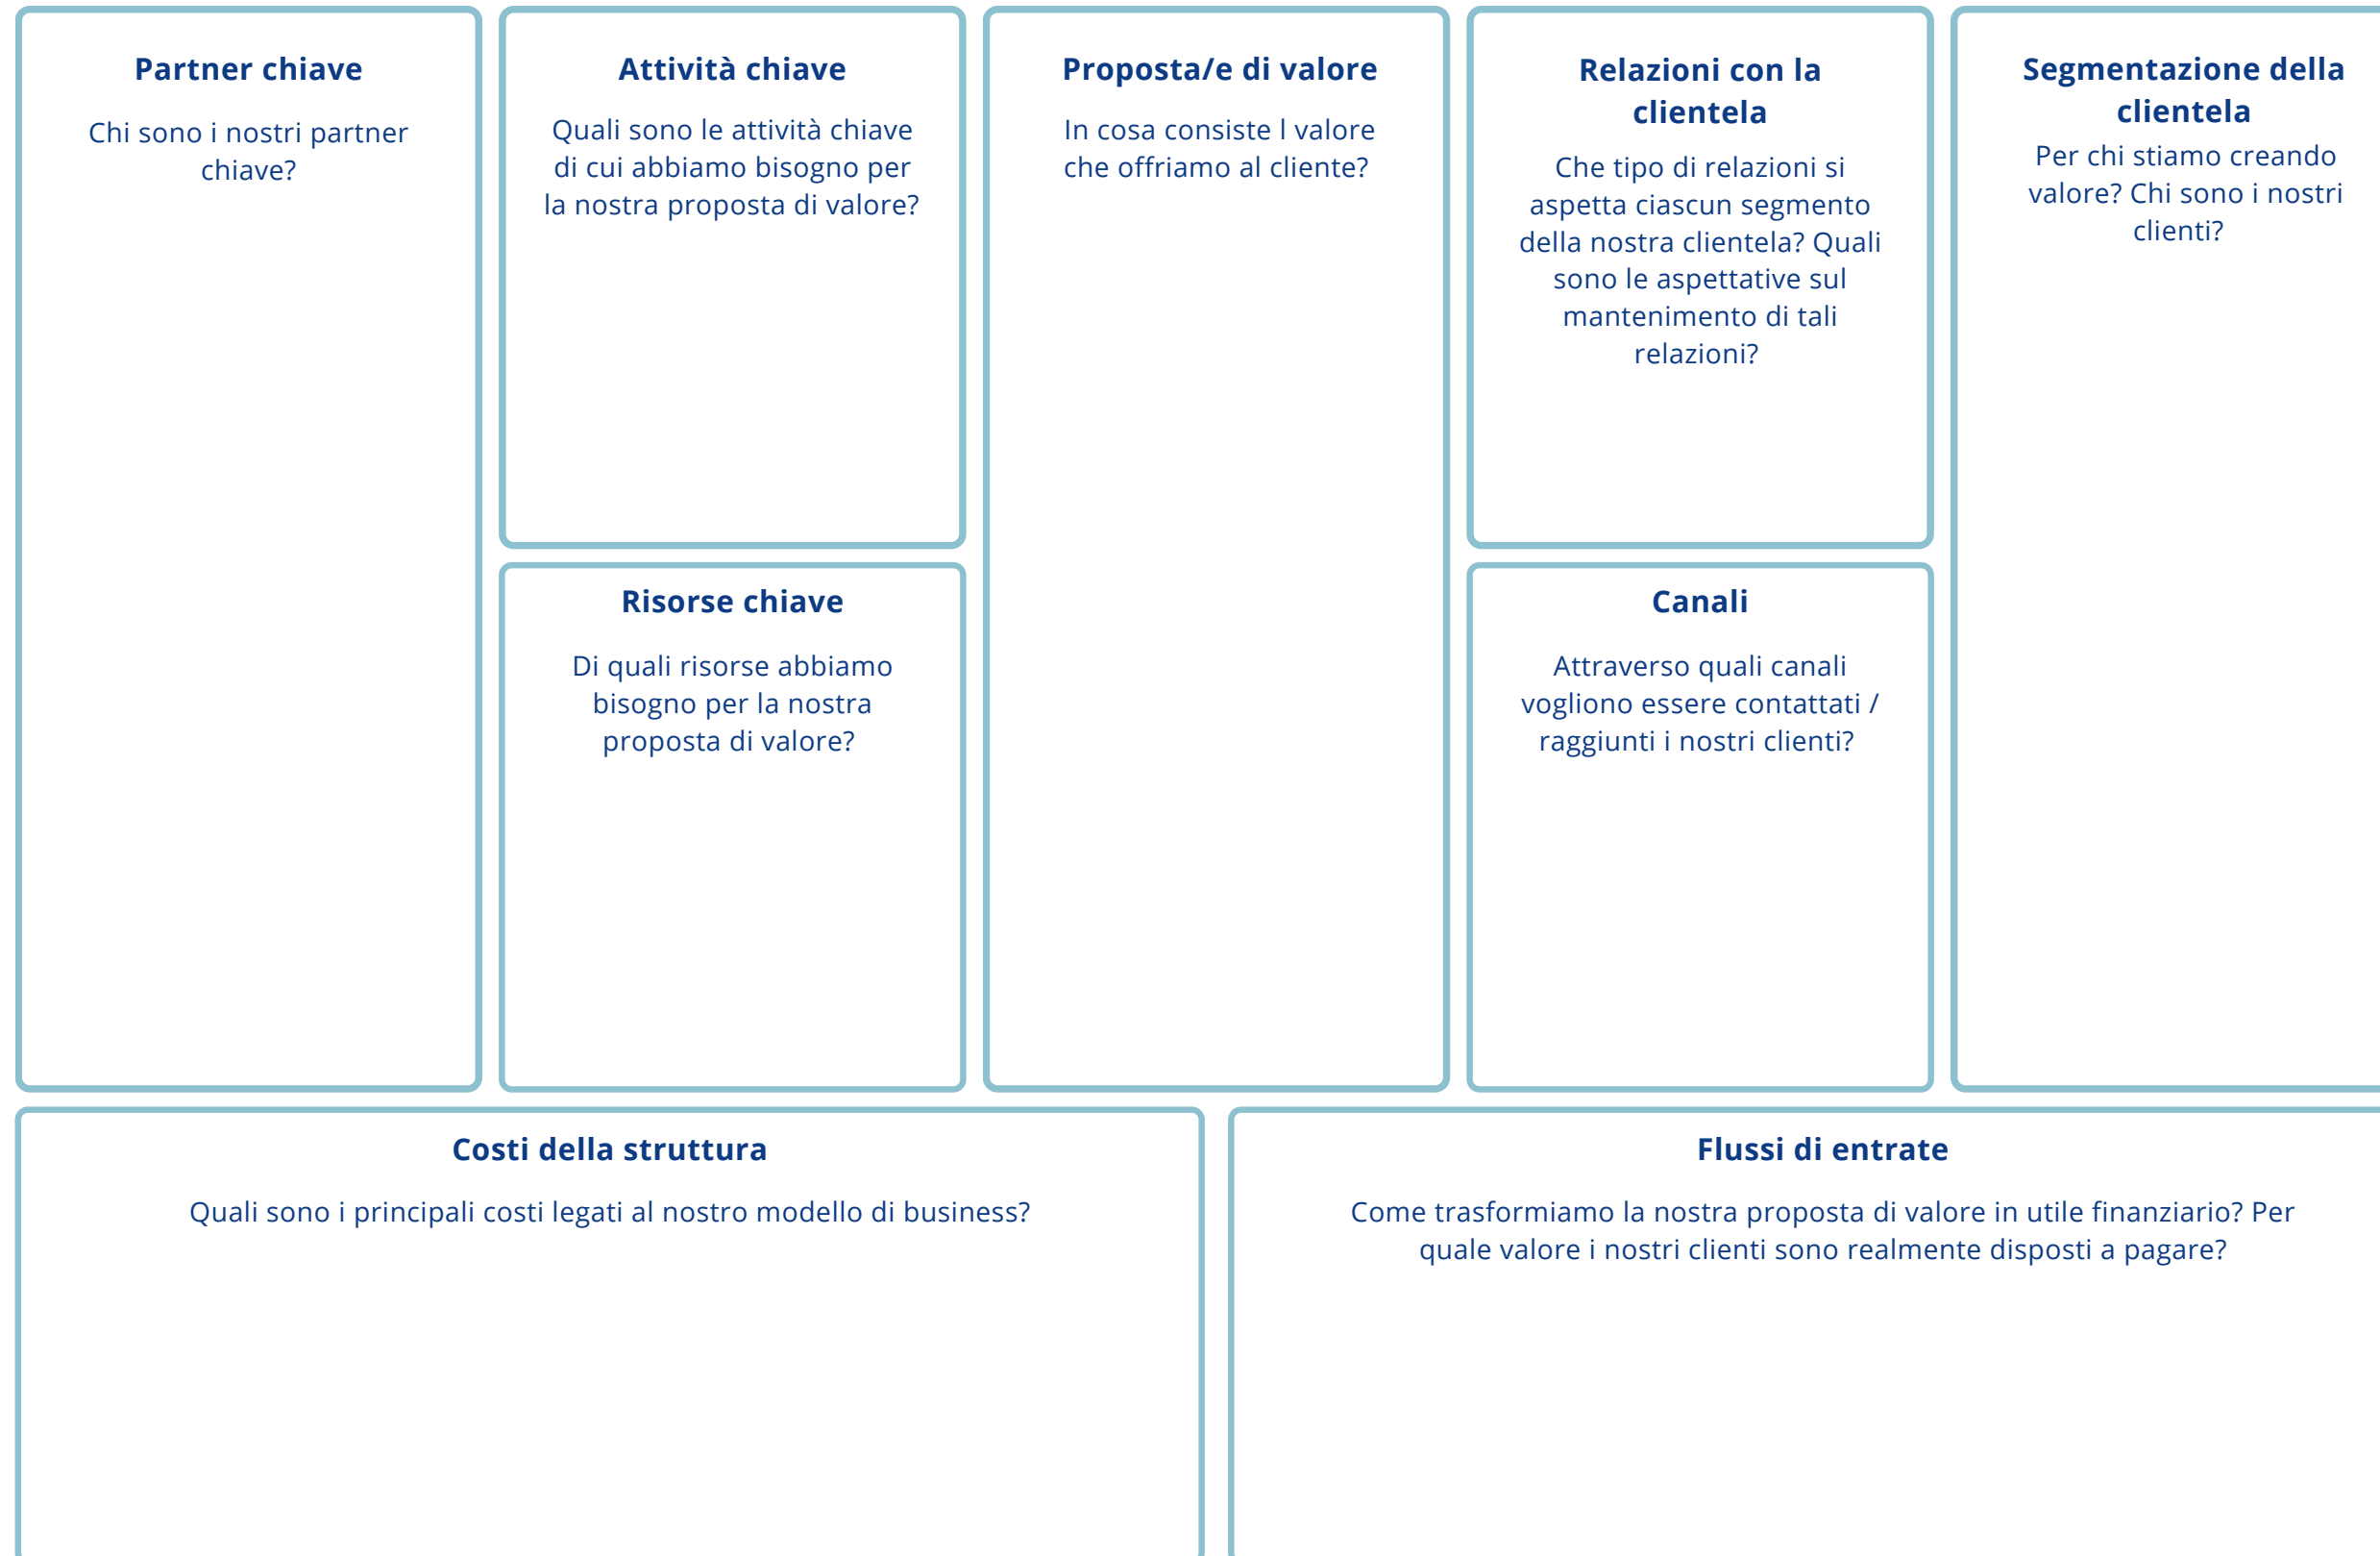 Partner chiave
Chi sono i nostri partner
chiave?
Attività chiave
Quali sono le attività chiave
di cui abbiamo bisogno per
la nostra proposta di valore?
Risorse chiave
Di quali risorse abbiamo
bisogno per la nostra
proposta di valore?
Proposta/e di valore
In cosa consiste l valore
che offriamo al cliente?
Relazioni con la
clientela
Che tipo di relazioni si
aspetta ciascun segmento
della nostra clientela? Quali
sono le aspettative sul
mantenimento di tali
relazioni?
Canali
Attraverso quali canali
vogliono essere contattati /
raggiunti i nostri clienti?
Segmentazione della
clientela
Per chi stiamo creando
valore? Chi sono i nostri
clienti?
Costi della struttura
Quali sono i principali costi legati al nostro modello di business?
Flussi di entrate
Come trasformiamo la nostra proposta di valore in utile finanziario? Per
quale valore i nostri clienti sono realmente disposti a pagare?